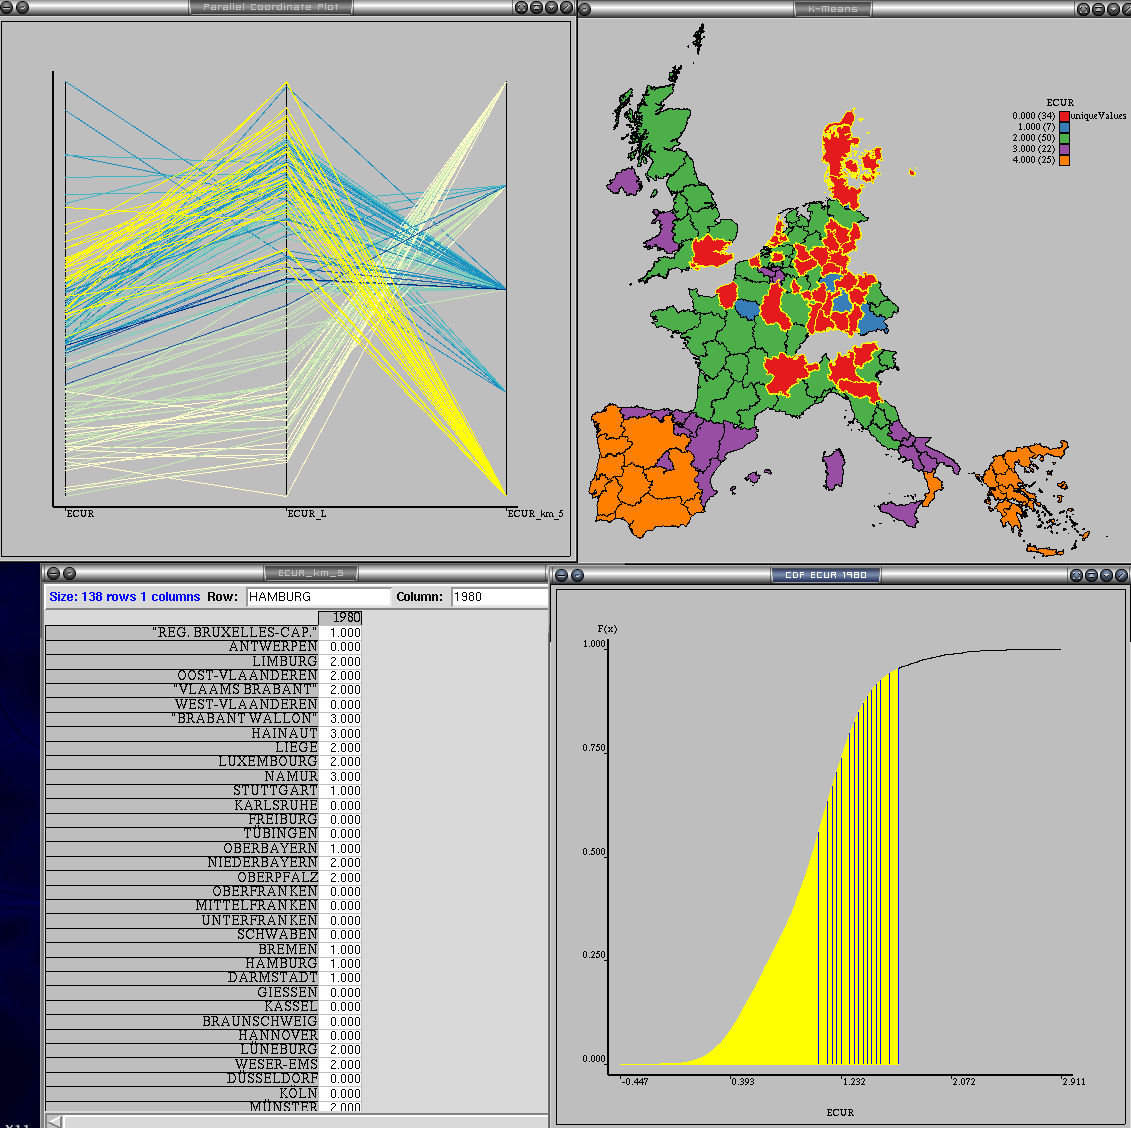 Parallel Coordinate Plot
ECUR
ECUR_L
ECUR_km_5
K-Means
ECUR
0.000 (34) uniqueValues
1.000 (7)
2.000 (50)
3.000 (22)
4.000 (25)
ECUR_km_5
Size: 138 rows 1 columns Row: HAMBURG Column: 1980
1980
"REG. BRUXELLES-CAP." 1.000
ANTWERPEN 0.000
LIMBURG 2.000
OOST-VLAANDEREN 2.000
"VLAAMS BRABANT" 2.000
WEST-VLAANDEREN 0.000
"BRABANT WALLON" 3.000
HAINAUT 3.000
LIEGE 2.000
LUXEMBOURG 2.000
NAMUR 3.000
STUTTGART 1.000
KARLSRUHE 0.000
FREIBURG 0.000
TÜBINGEN 0.000
OBERBAYERN 1.000
NIEDERBAYERN 2.000
OBERPFALZ 2.000
OBERFRANKEN 0.000
MITTELFRANKEN 0.000
UNTERFRANKEN 0.000
SCHWABEN 0.000
BREMEN 1.000
HAMBURG 1.000
DARMSTADT 1.000
GIESSEN 0.000
KASSEL 0.000
BRAUNSCHWEIG 0.000
HANNOVER 0.000
LÜNEBURG 2.000
WESER-EMS 2.000
DÜSSELDORF 0.000
KÖLN 0.000
MÜNSTER 2.000
CDF ECUR 1980
F(x)
1.000
0.750
0.500
0.250
0.000
-0.447
0.393
1.232
2.072
2.911
ECUR